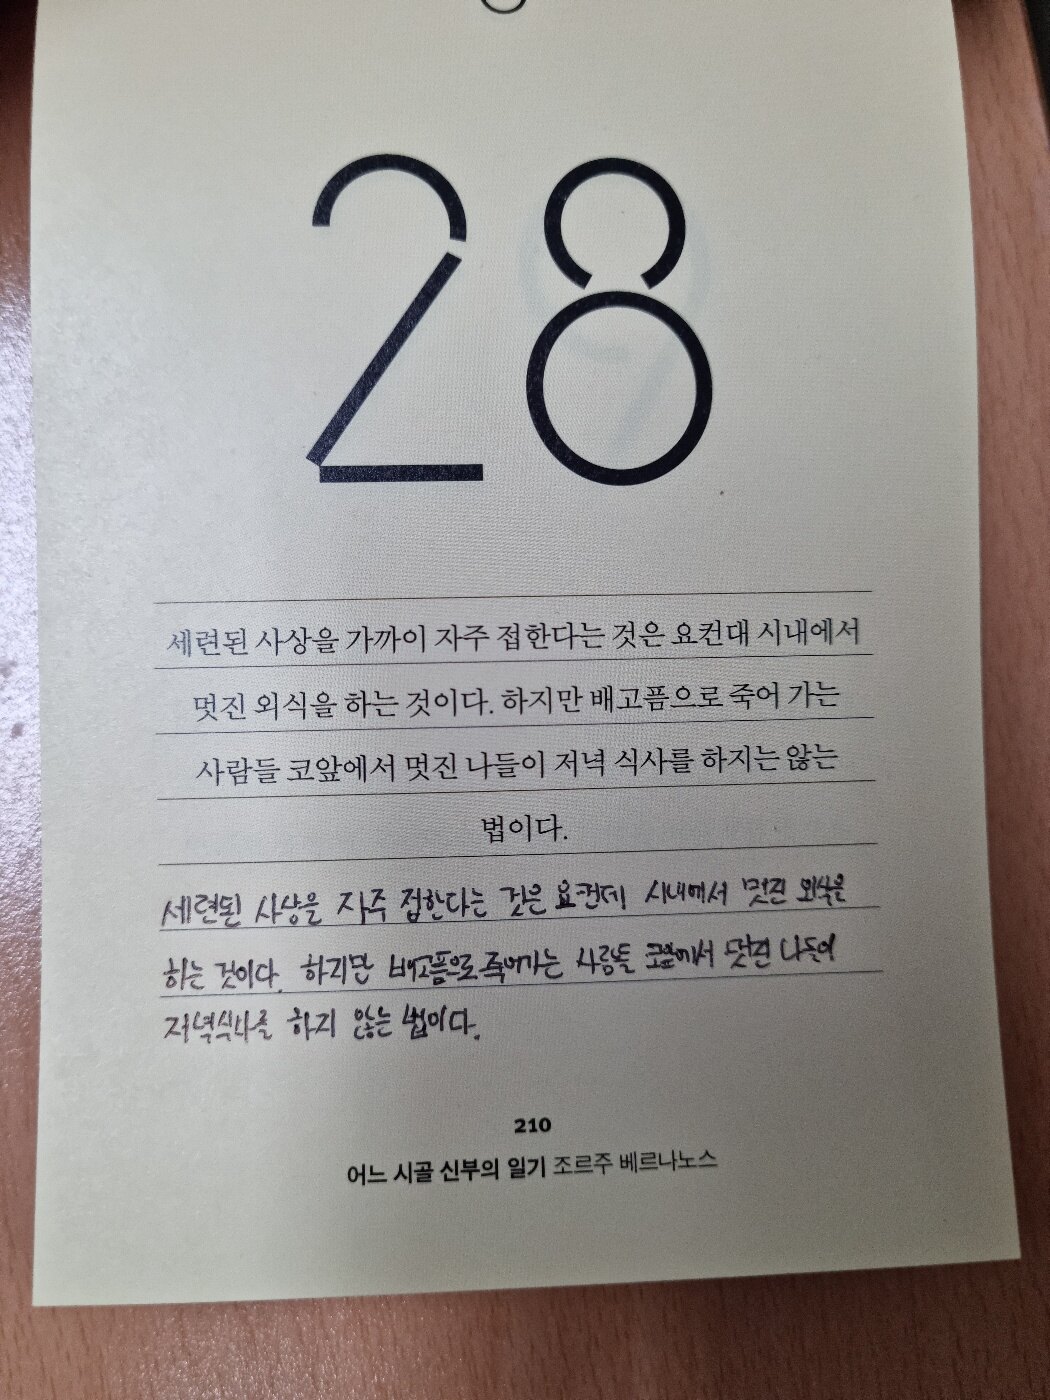 28
세련된 사상을 가까이 자주 접한다는 것은 요컨대 시내에서
멋진 외식을 하는 것이다. 하지만 배고픔으로 죽어 가는
사람들 코앞에서 멋진 나들이 저녁 식사를 하지는 않는
법이다.
세련된 사상을 자주 접한다는 것은 요컨데 시내에서 멋진 외식을
하는 것이다. 하지만 배고픔으로 죽어가는 사람들 코앞에서 멋진 나들이
저녁식사를 하지 않는 법이다.
210
어느 시골 신부의 일기 조르주 베르나노스